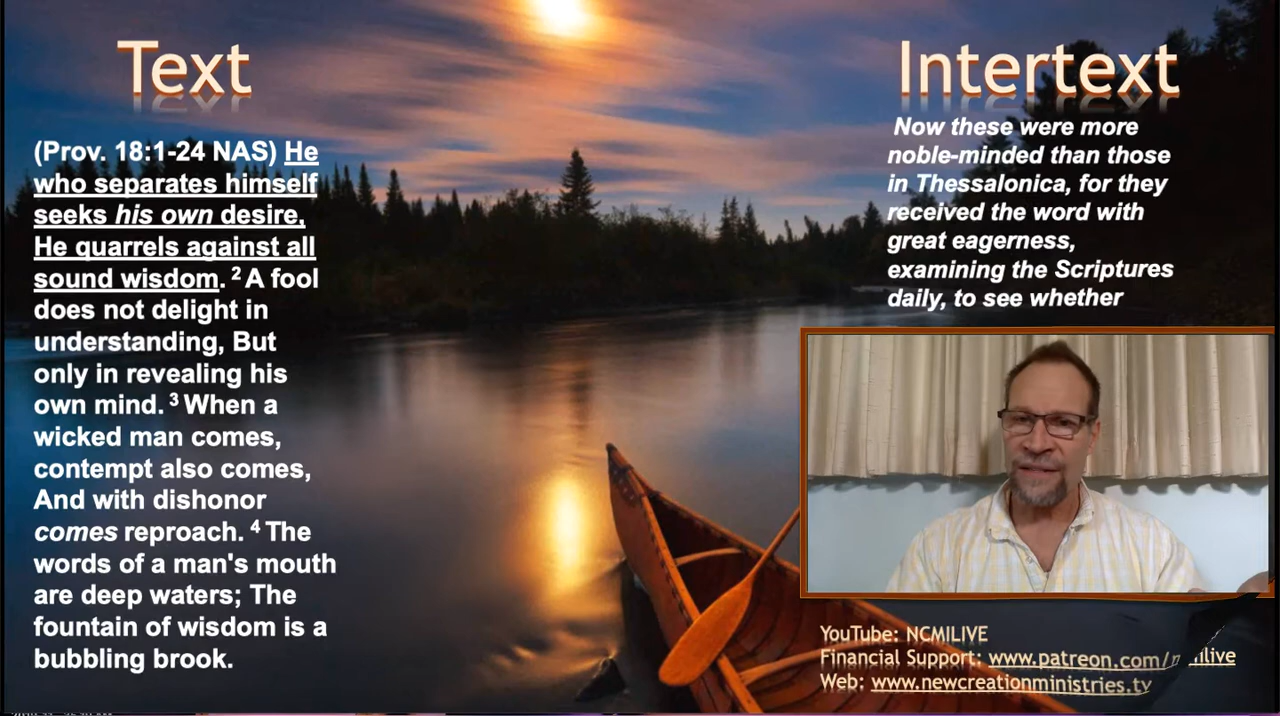 Text
(Prov. 18:1-24 NAS) He
who separates himself
seeks his own desire,
He quarrels against all
sound wisdom. 2 A fool
does not delight in
understanding, But
only in revealing his
own mind. 3 When a
wicked man comes,
contempt also comes,
And with dishonor
comes reproach. 4 The
words of a man's mouth
are deep waters; The
fountain of wisdom is a
bubbling brook.
Intertext
Now these were more
noble-minded than those
in Thessalonica, for they
received the word with
great eagerness,
examining the Scriptures
daily, to see whether
YouTube: NCMILIVE
Financial Support: www.patreon.com/
Web: www.newcreationministries.tv